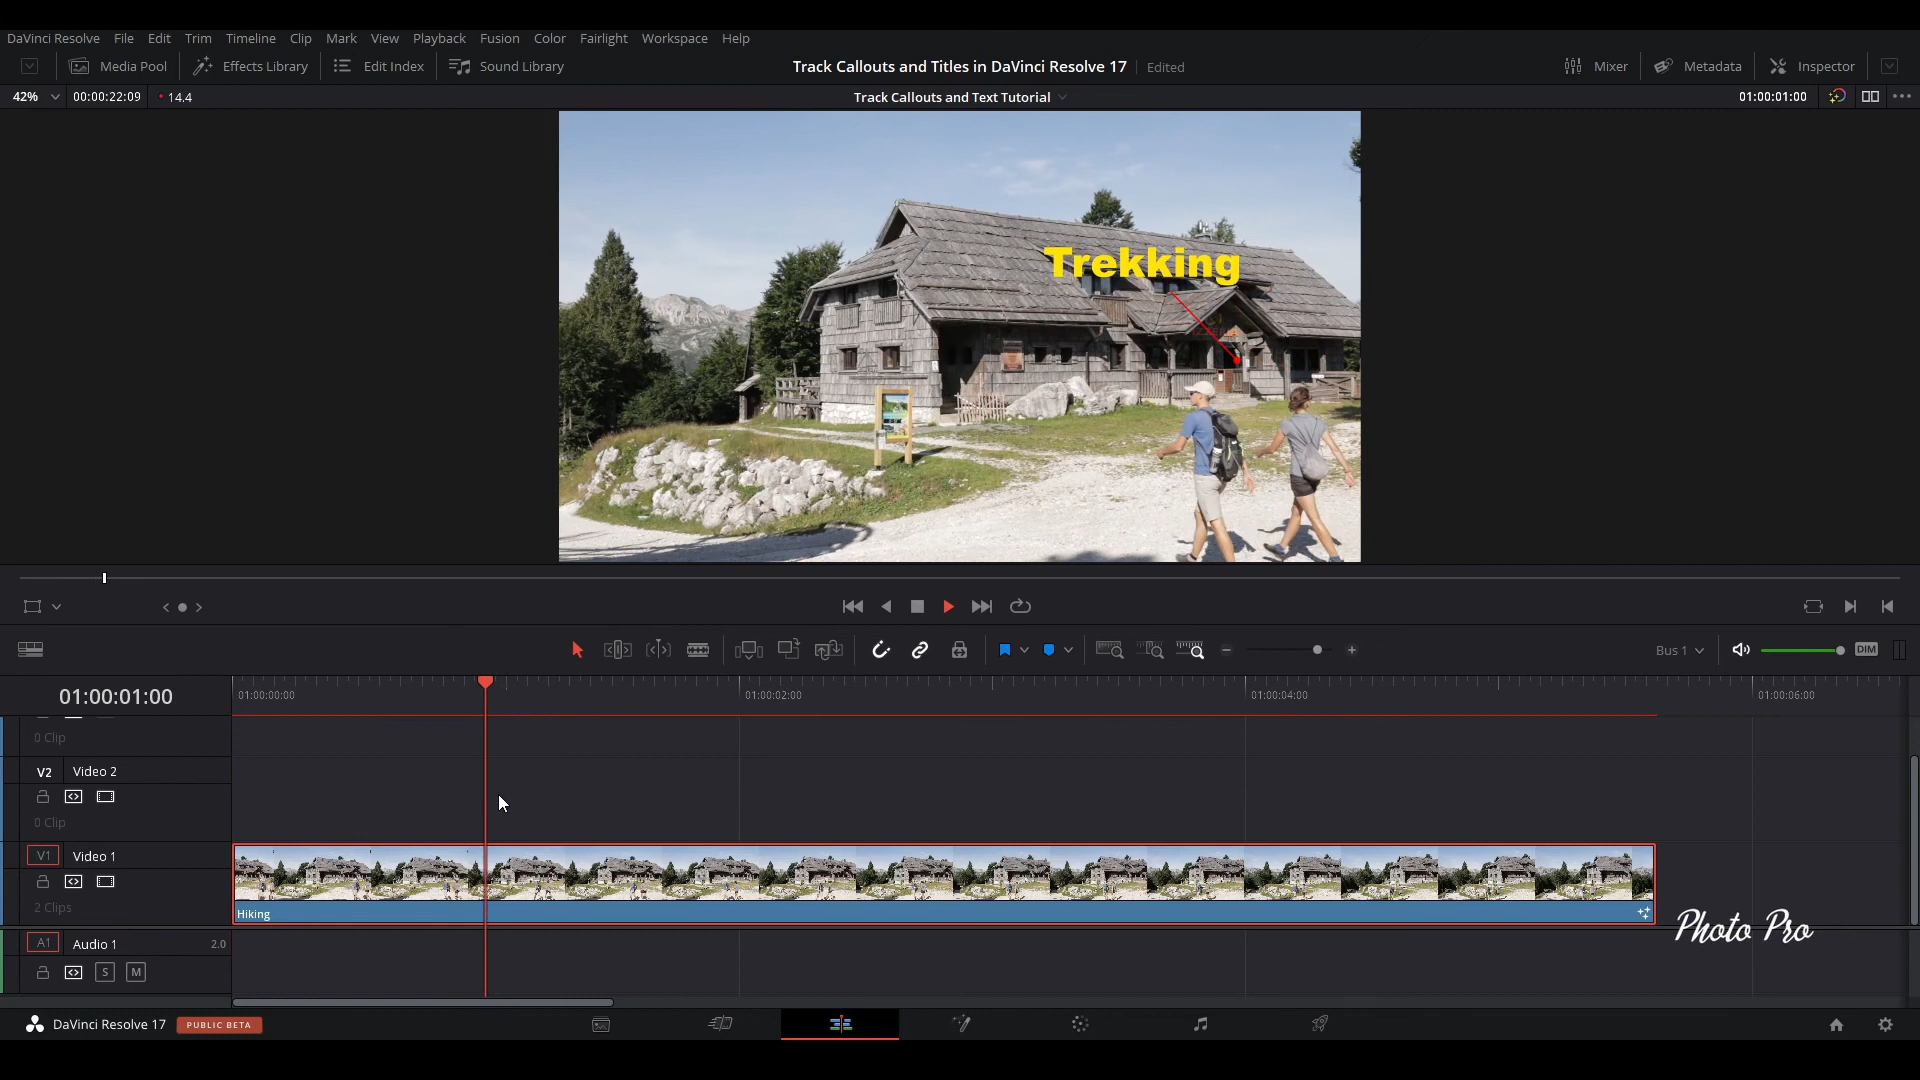 DaVinci Resolve File Edit Trim Timeline Clip Mark View Playback Fusion Color Fairlight Workspace Help
Media Pool Effects Library Edit Index Sound Library Track Callouts and Titles in DaVinci Resolve 17 Edited Mixer Metadata Inspector
42% 00:00:22:09 14.4 Track Callouts and Text Tutorial 01:00:01:00
Trekking
Bus 1 DIM
01:00:01:00 01:00:00:00 01:00:02:00 01:00:04:00 01:00:06:00
0 Clip
V2 Video 2
0 Clip
V1 Video 1
2 Clips
Hiking
Photo Pro
A1 Audio 1 2.0
S M
DaVinci Resolve 17 PUBLIC BETA